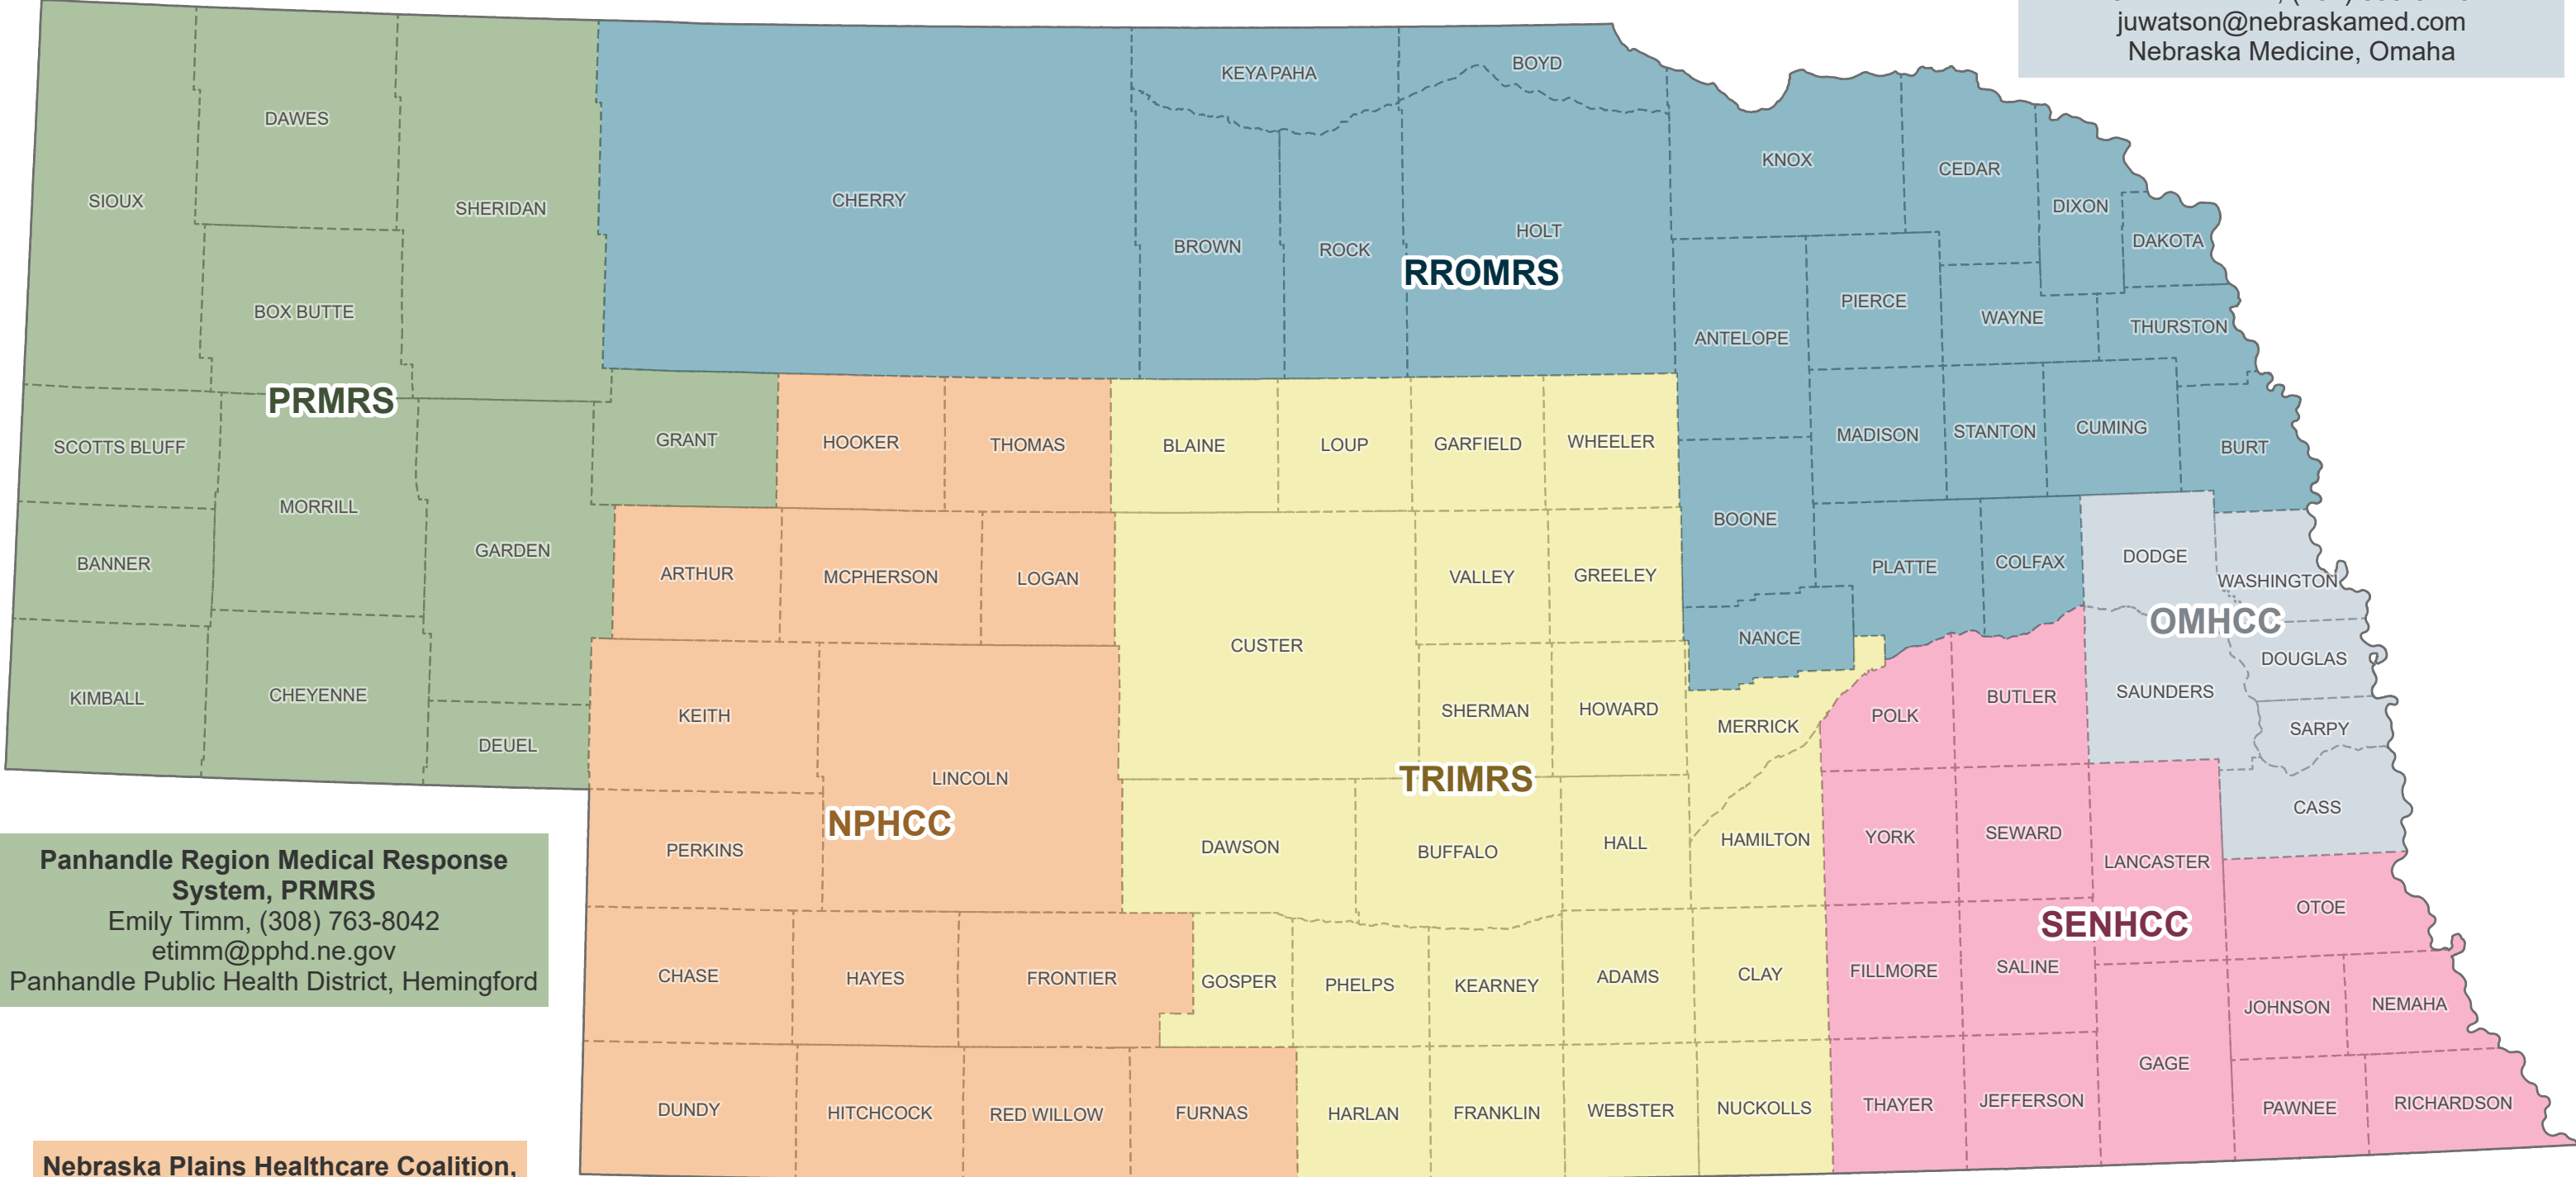 juwatson@nebraskamed.com
Nebraska Medicine, Omaha
KEYA PAHA
BOYD
DAWES
SIOUX
SHERIDAN
CHERRY
BROWN
ROCK
HOLT
RROMRS
KNOX
CEDAR
DIXON
DAKOTA
BOX BUTTE
PIERCE
WAYNE
THURSTON
ANTELOPE
PRMRS
SCOTTS BLUFF
GRANT
HOOKER
THOMAS
BLAINE
LOUP
GARFIELD
WHEELER
MADISON
STANTON
CUMING
BURT
MORRILL
BOONE
BANNER
GARDEN
ARTHUR
MCPHERSON
LOGAN
VALLEY
GREELEY
PLATTE
COLFAX
DODGE
WASHINGTON
OMHCC
CUSTER
NANCE
DOUGLAS
KIMBALL
CHEYENNE
KEITH
SHERMAN
HOWARD
MERRICK
POLK
BUTLER
SAUNDERS
SARPY
DEUEL
LINCOLN
TRIMRS
NPHCC
CASS
PERKINS
DAWSON
BUFFALO
HALL
HAMILTON
YORK
SEWARD
LANCASTER
OTOE
SENHCC
CHASE
HAYES
FRONTIER
GOSPER
PHELPS
KEARNEY
ADAMS
CLAY
FILLMORE
SALINE
JOHNSON
NEMAHA
GAGE
DUNDY
HITCHCOCK
RED WILLOW
FURNAS
HARLAN
FRANKLIN
WEBSTER
NUCKOLLS
THAYER
JEFFERSON
PAWNEE
RICHARDSON
Panhandle Region Medical Response
System, PRMRS
Emily Timm, (308) 763-8042
etimm@pphd.ne.gov
Panhandle Public Health District, Hemingford
Nebraska Plains Healthcare Coalition,